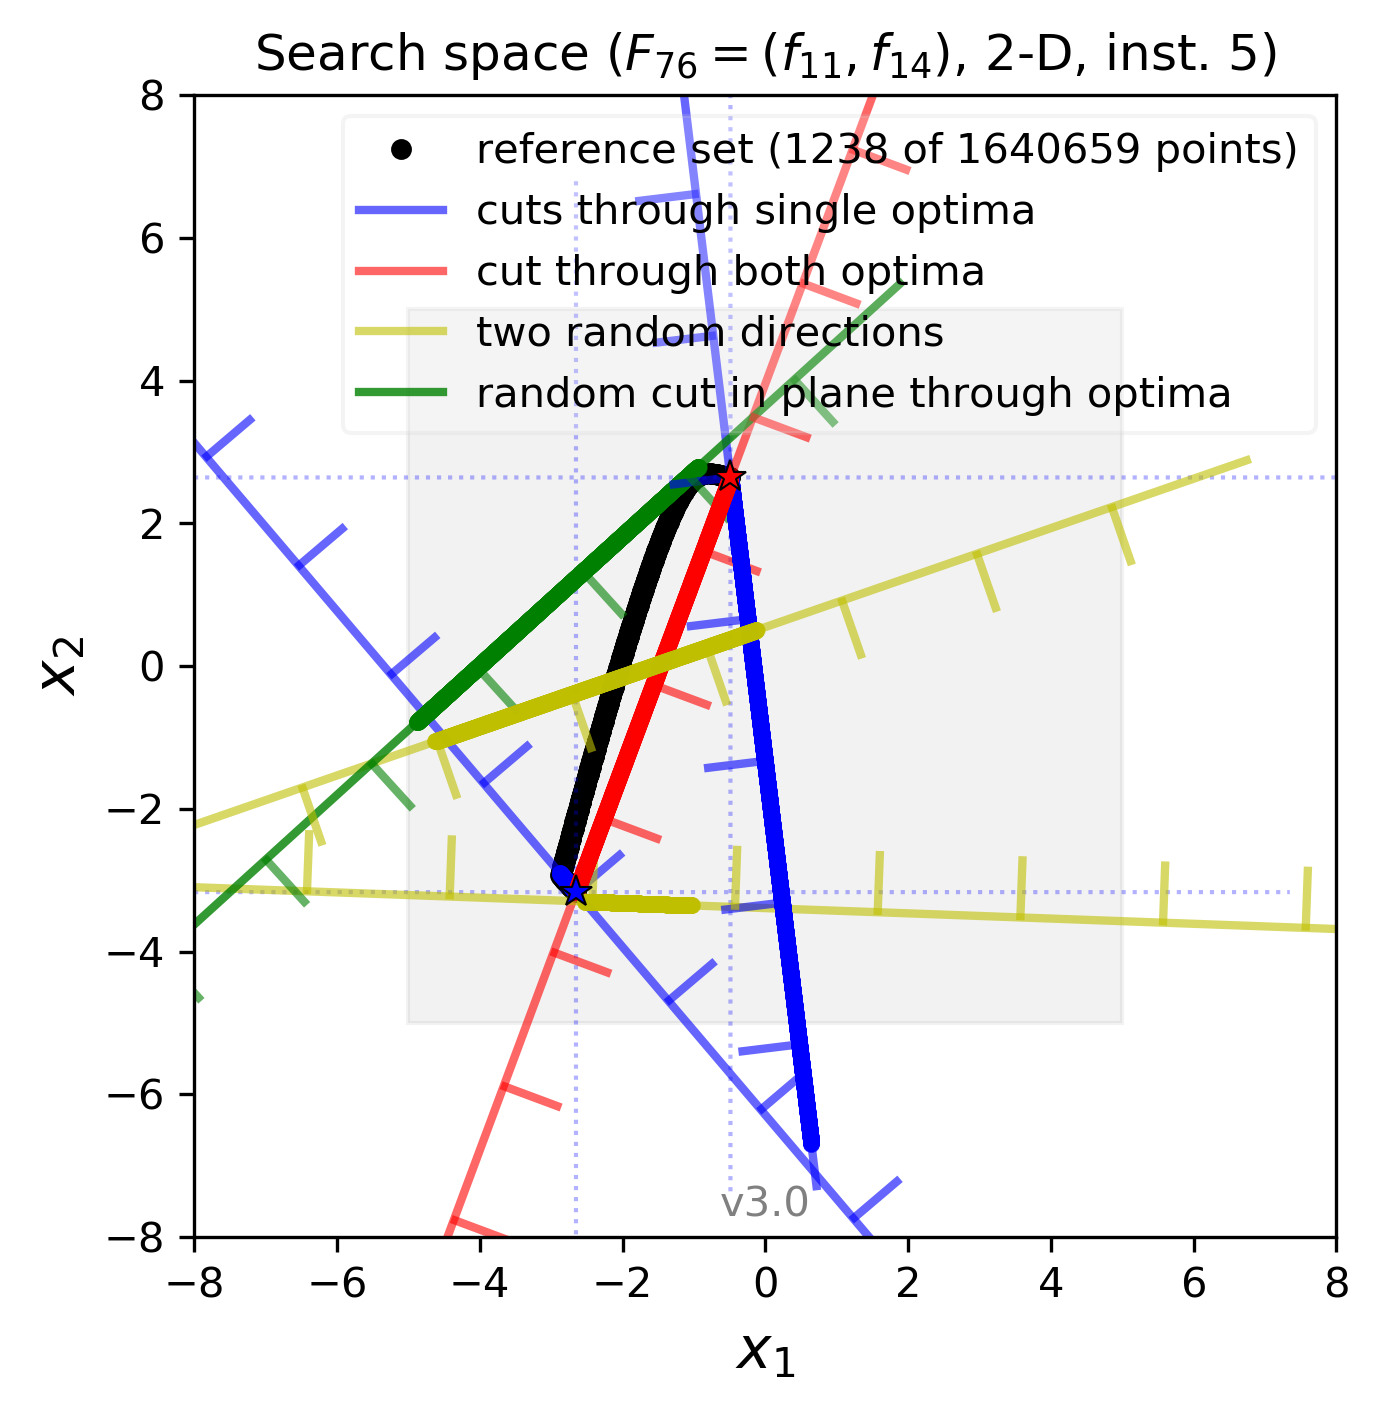 Search space (F76 = (f11, f14), 2-D, inst. 5)
reference set (1238 of 1640659 points)
cuts through single optima
cut through both optima
two random directions
random cut in plane through optima
8
6
4
2
0
−2
−4
−6
−8
x2
v3.0
−8 −6 −4 −2 0 2 4 6 8
x1